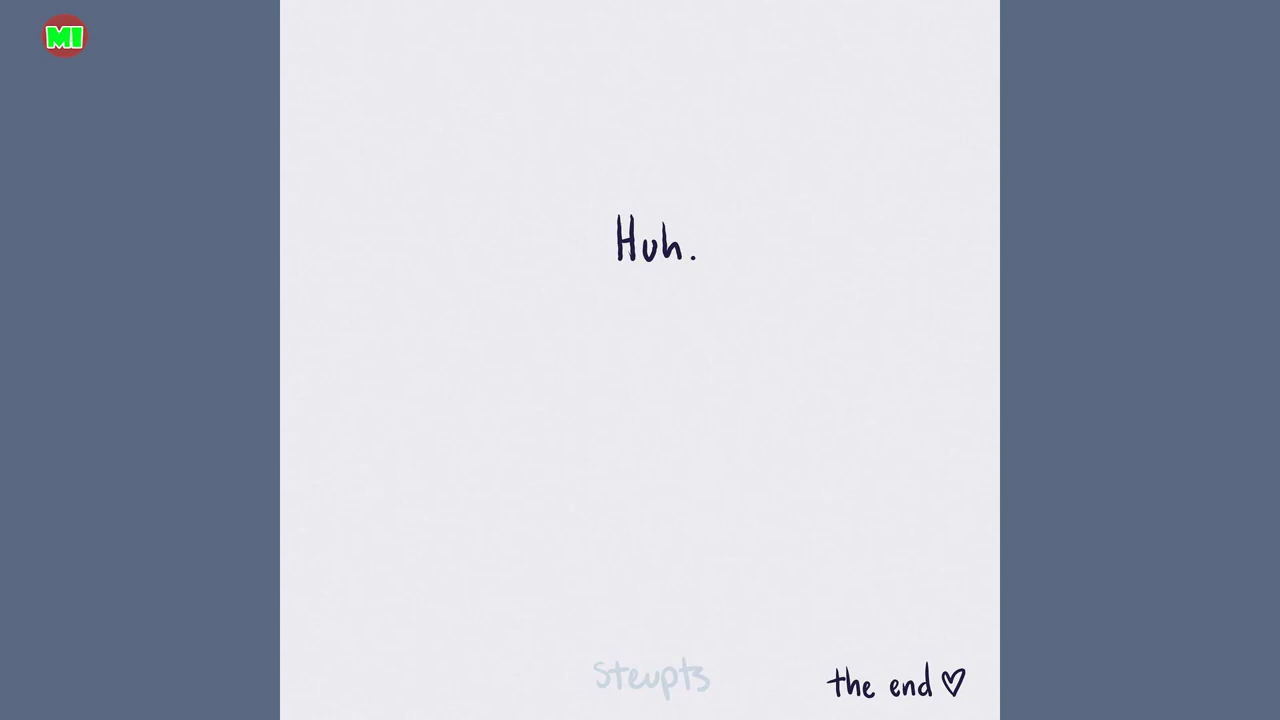 MI
Huh.
Steupts
the end ♡